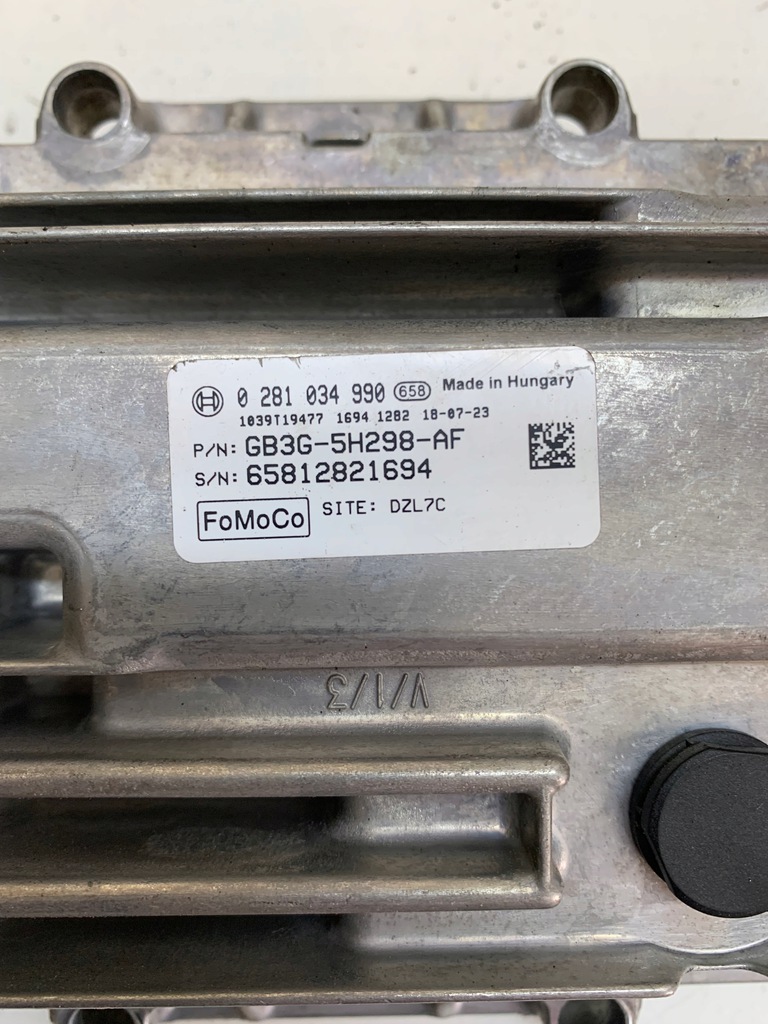 0 281 034 990 658 Made in Hungary
1039T19477 1694 1282 18-07-23
P/N: GB3G-5H298-AF
S/N: 65812821694
FoMoCo SITE: DZL7C
V/1/3